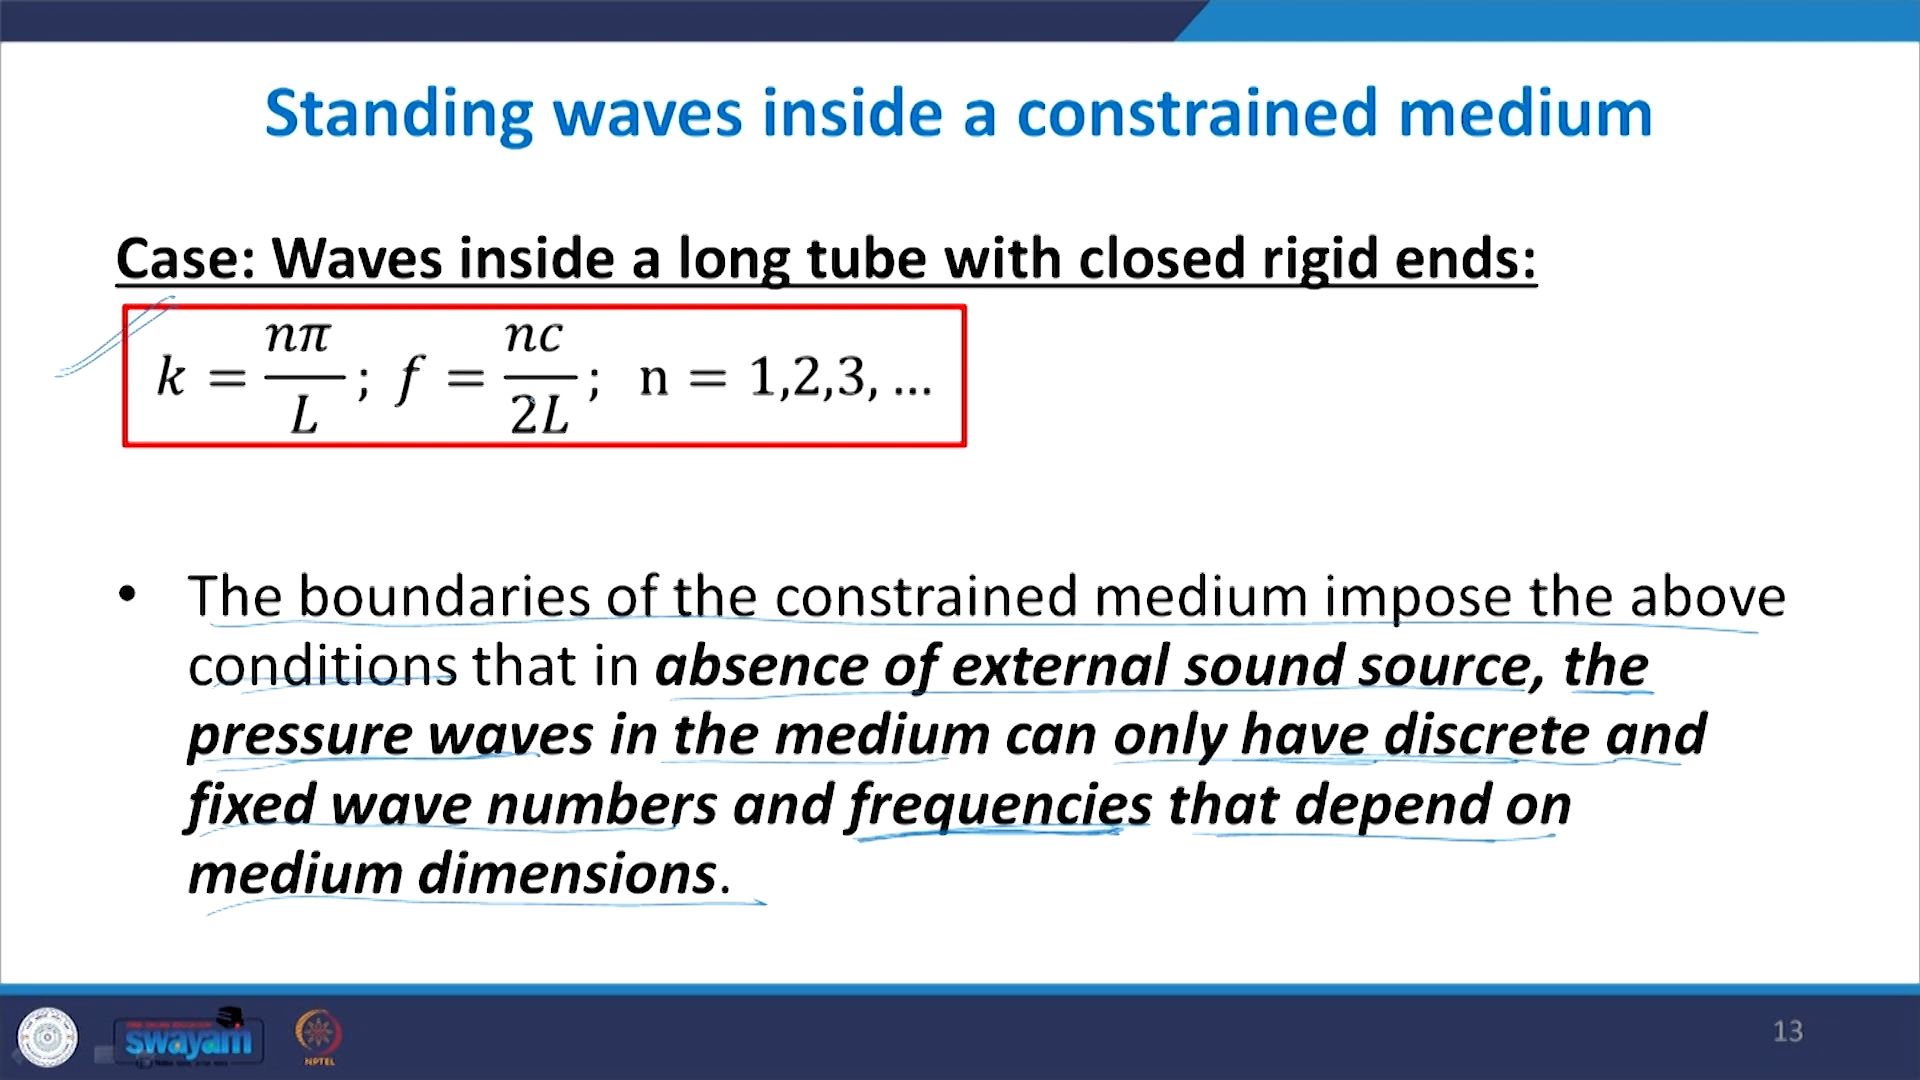 Standing waves inside a constrained medium
Case: Waves inside a long tube with closed rigid ends:
k = nπ/L; f = nc/2L; n = 1,2,3, ...
• The boundaries of the constrained medium impose the above
conditions that in absence of external sound source, the
pressure waves in the medium can only have discrete and
fixed wave numbers and frequencies that depend on
medium dimensions.
swayam
NPTEL
13